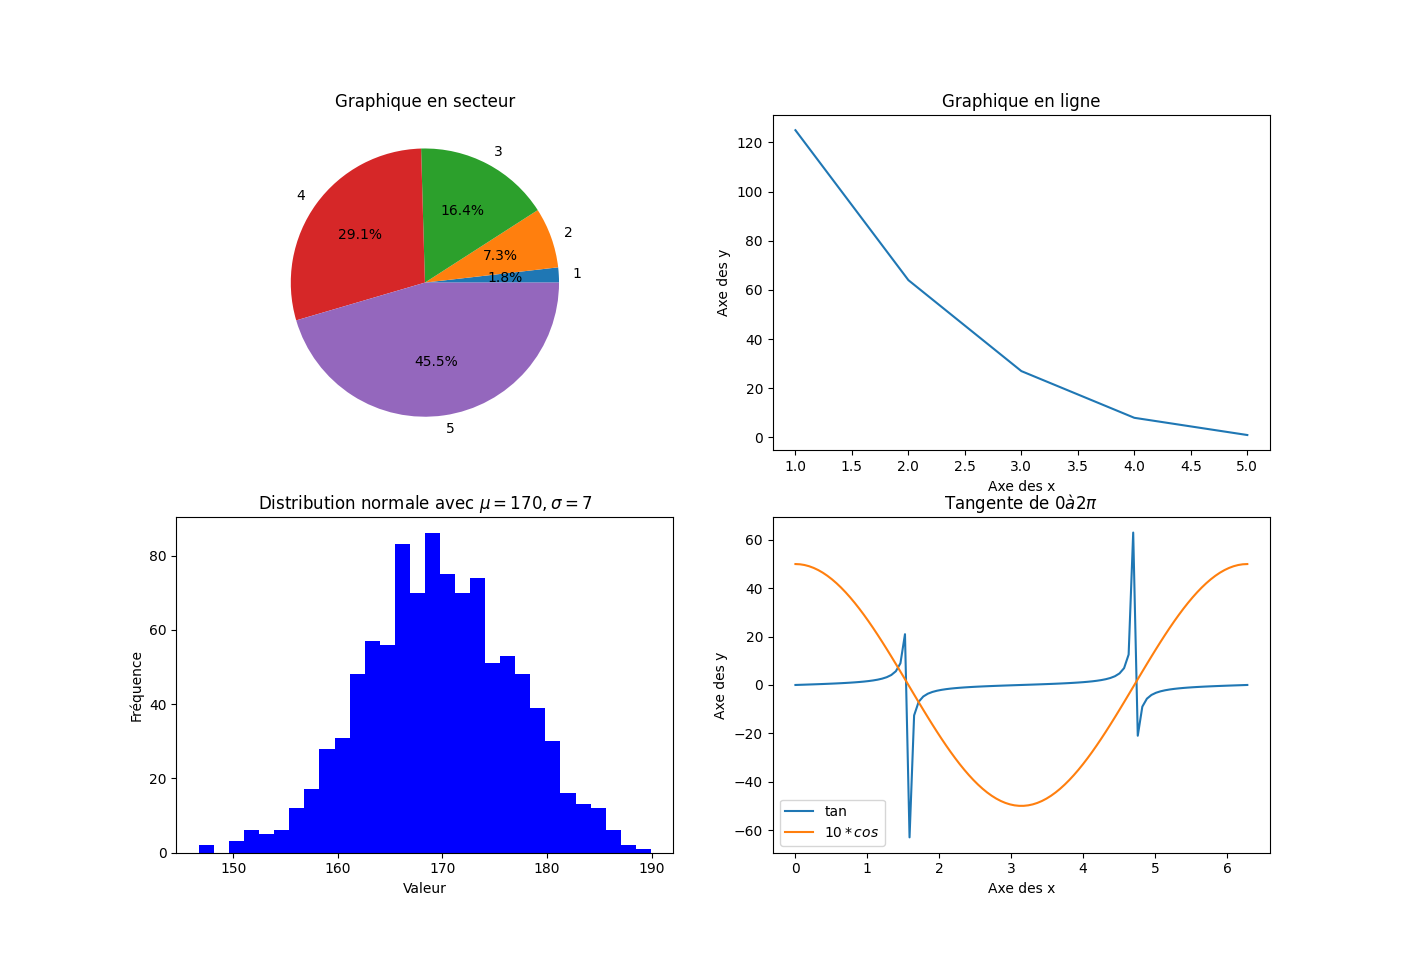 Graphique en secteur
3
4
16.4%
2
29.1%
7.3%
1
1.8%
45.5%
5
Graphique en ligne
120
100
80
60
40
20
0
Axe des y
1.0 1.5 2.0 2.5 3.0 3.5 4.0 4.5 5.0
Axe des x
Distribution normale avec μ = 170, σ = 7
80
60
40
20
0
Fréquence
150 160 170 180 190
Valeur
Tangente de 0à2π
60
40
20
0
−20
−40
−60
Axe des y
tan
10 * cos
0 1 2 3 4 5 6
Axe des x